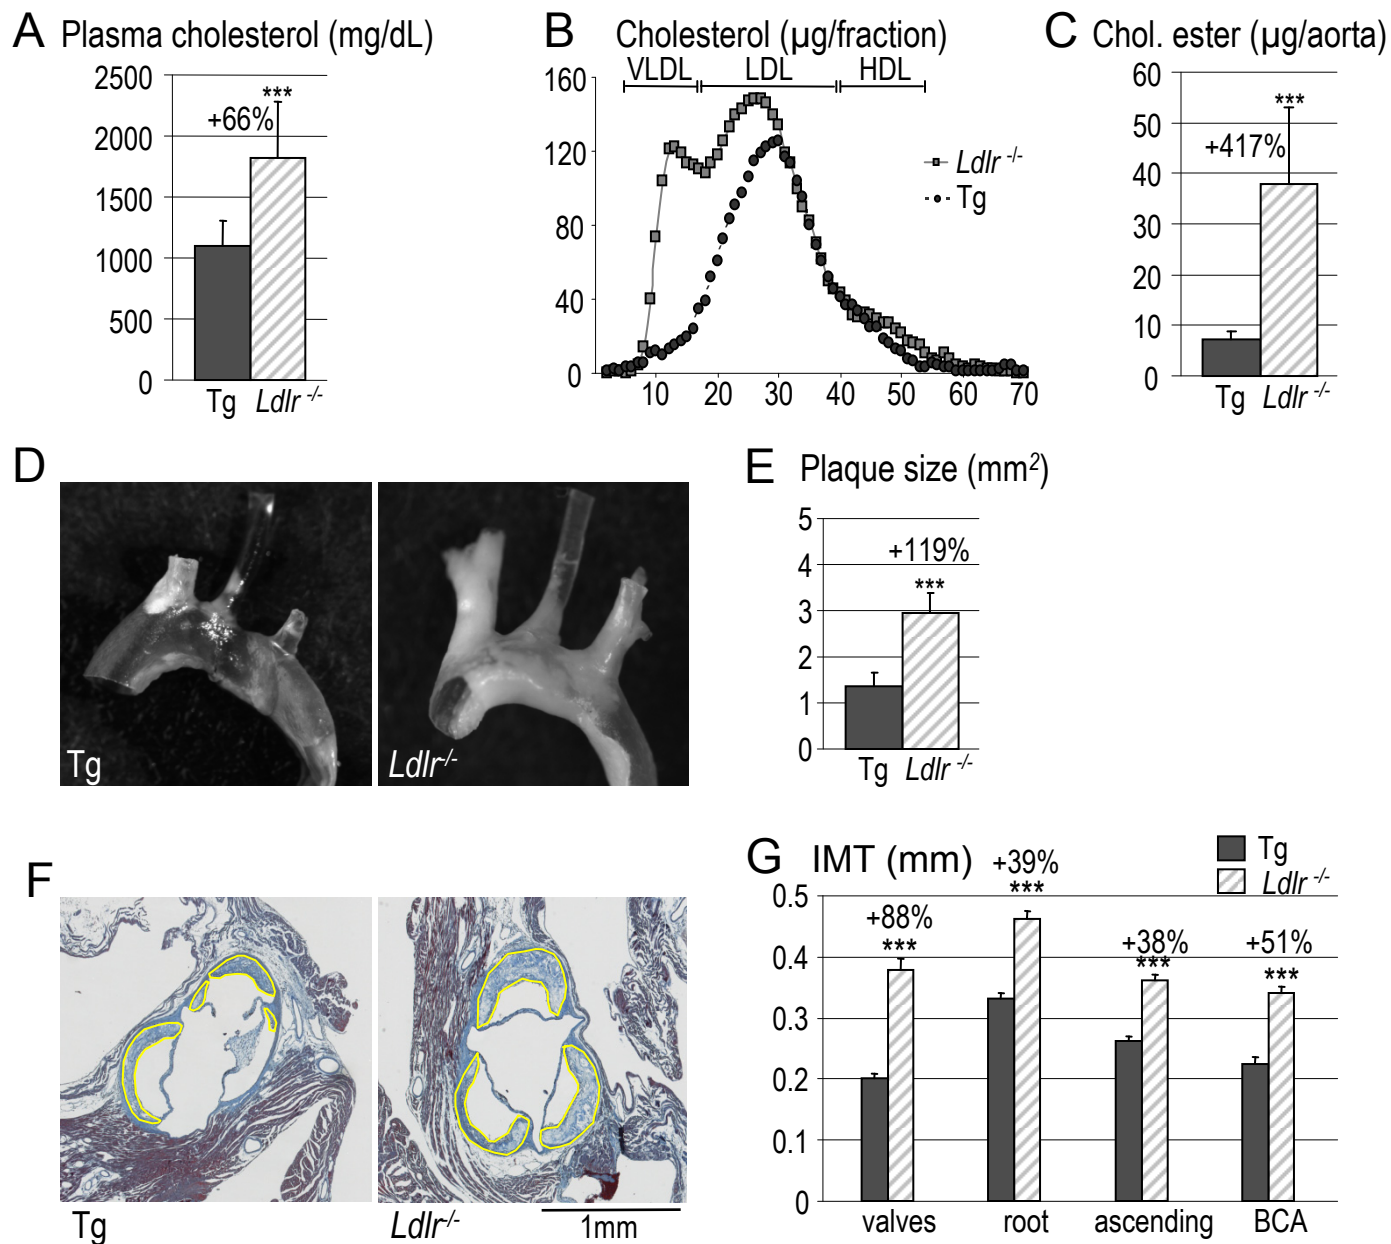 A Plasma cholesterol (mg/dL)
2500
2000
1500
1000
500
0
+66%
***
Tg Ldlr -/-
B Cholesterol (µg/fraction)
VLDL LDL HDL
160
120
80
40
0
10 20 30 40 50 60 70
Ldlr -/-
Tg
C Chol. ester (µg/aorta)
60
50
40
30
20
10
0
***
+417%
Tg Ldlr -/-
D
Tg
Ldlr-/-
E Plaque size (mm2)
5
4
3
2
1
0
+119%
***
Tg Ldlr -/-
F
Tg
Ldlr-/-
1mm
G IMT (mm)
Tg
Ldlr -/-
0.5
0.4
0.3
0.2
0.1
0
+88%
***
+39%
***
+38%
***
+51%
***
valves root ascending BCA